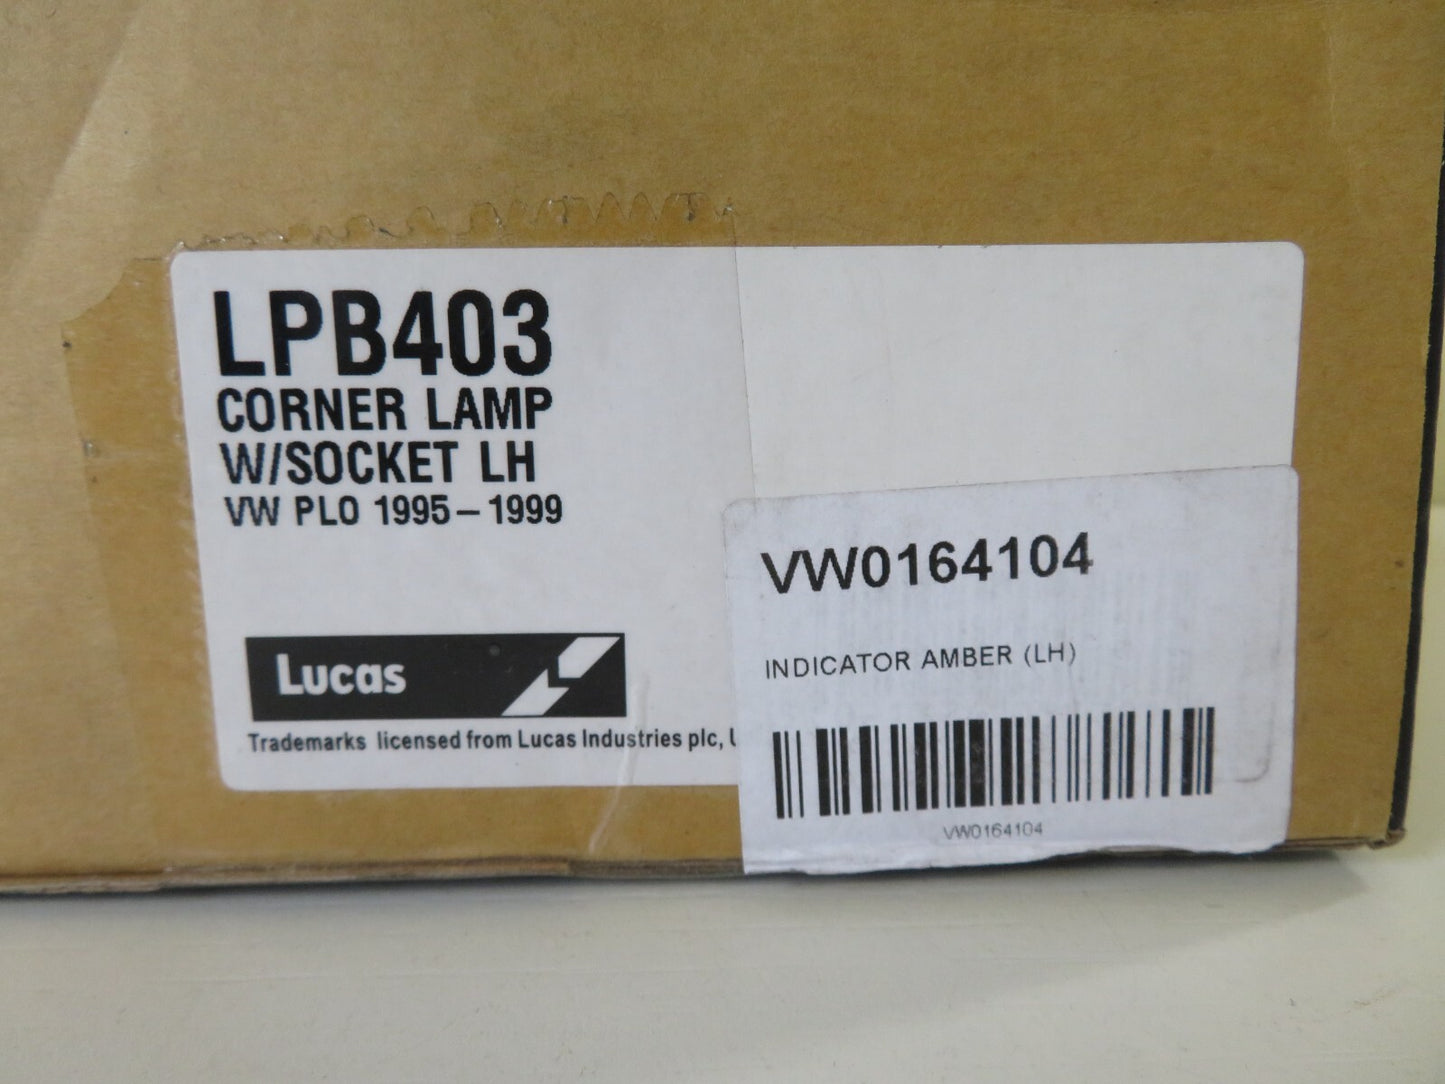 LPB403
CORNER LAMP
W/SOCKET LH
VW PLO 1995-1999
Lucas
Trademarks licensed from Lucas Industries plc,
VW0164104
INDICATOR AMBER (LH)
VW0164104